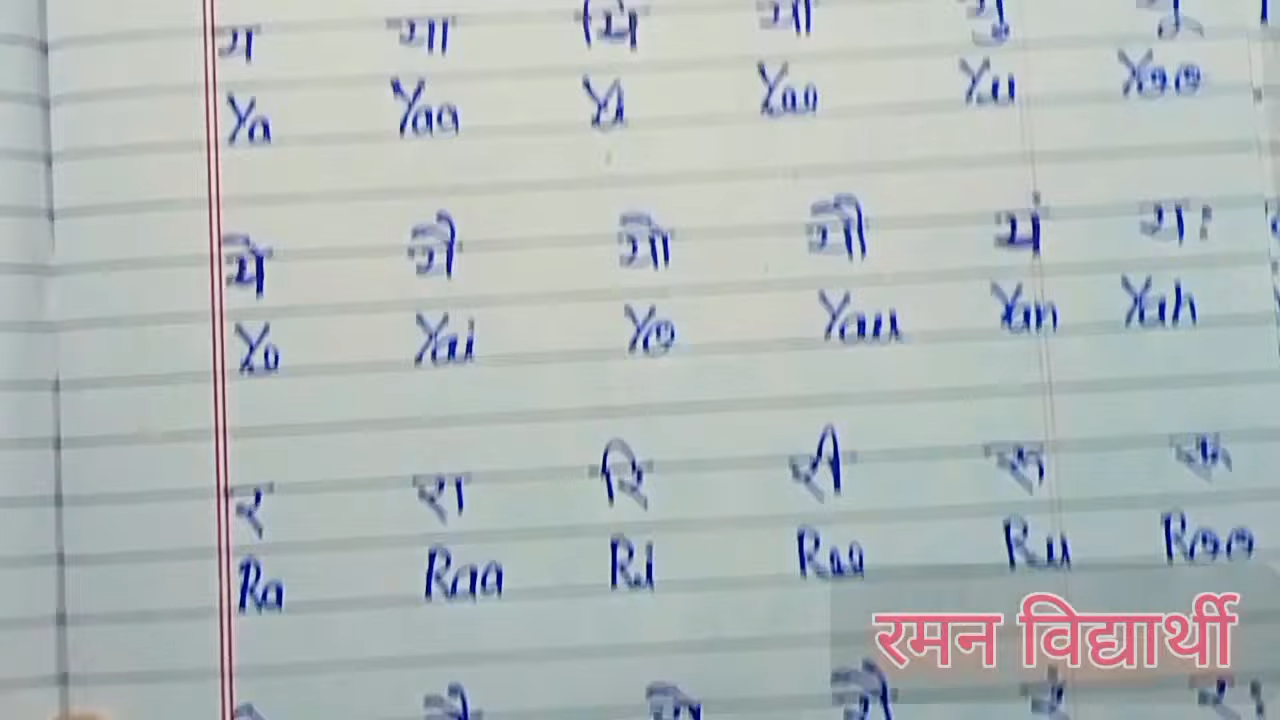 य या यि यी यु यू
Ya Yaa Yi Yee Yu Yoo
ये यै यो यौ यं यः
Ye Yai Yo Yau Yan Yah
र रा रि री रु रू
Ra Raa Ri Ree Ru Roo
रमन विद्यार्थी
रे रै रो रौ रं रः